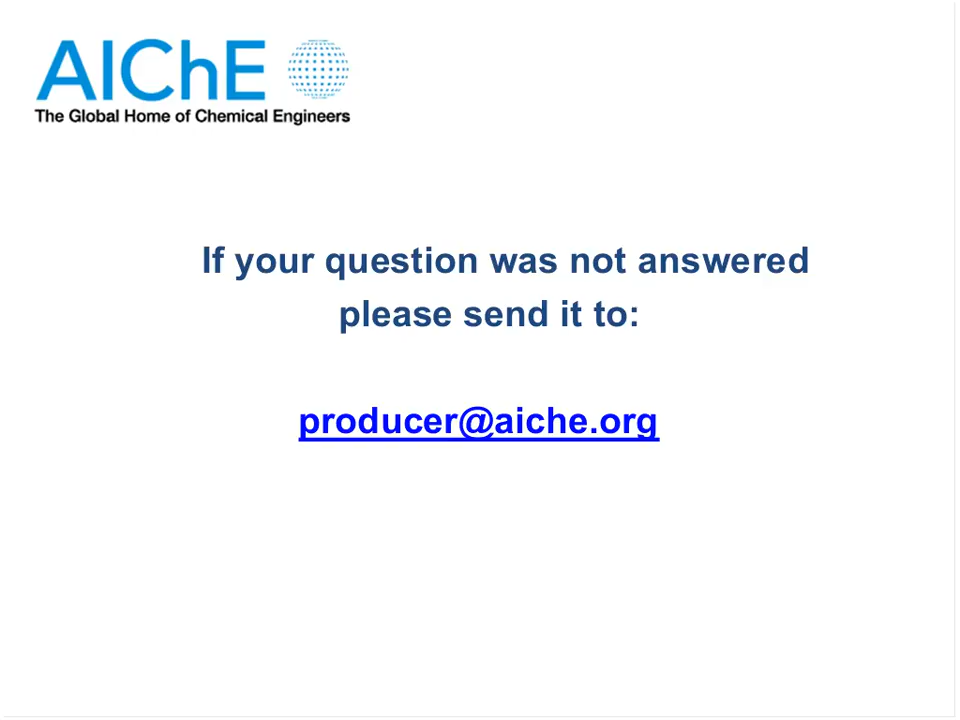 AIChE
The Global Home of Chemical Engineers
If your question was not answered
please send it to:
producer@aiche.org